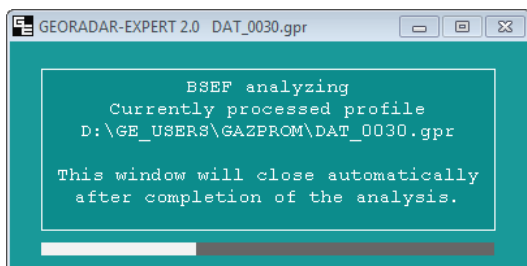 GEORADAR-EXPERT 2.0 DAT_0030.gpr
BSEF analyzing
Currently processed profile
D:\GE_USERS\GAZPROM\DAT_0030.gpr
This window will close automatically
after completion of the analysis.